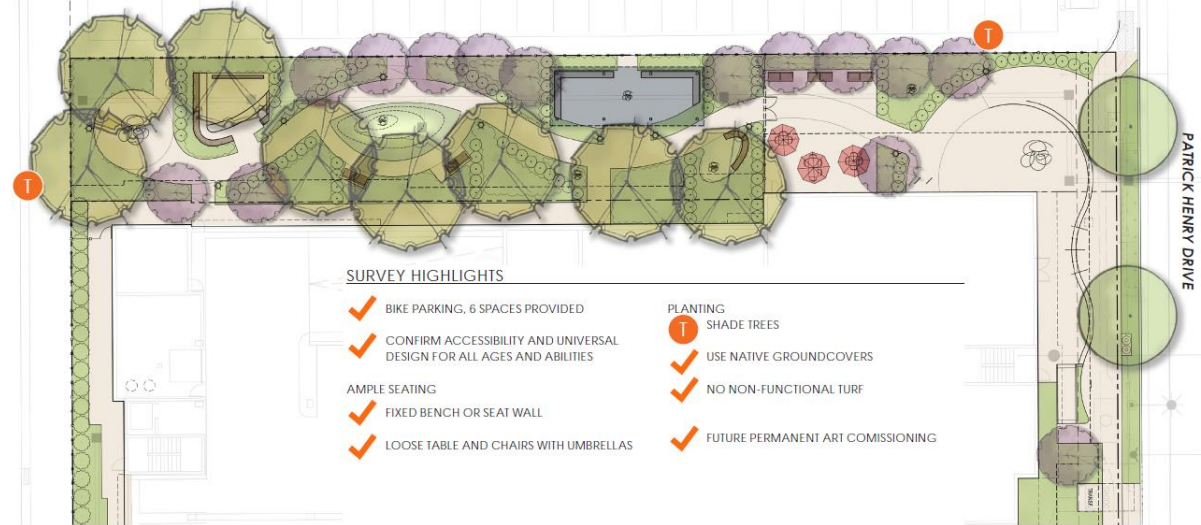 T
T
PATRICK HENRY DRIVE
SURVEY HIGHLIGHTS
BIKE PARKING, 6 SPACES PROVIDED
CONFIRM ACCESSIBILITY AND UNIVERSAL
DESIGN FOR ALL AGES AND ABILITIES
AMPLE SEATING
FIXED BENCH OR SEAT WALL
LOOSE TABLE AND CHAIRS WITH UMBRELLAS
PLANTING
T SHADE TREES
USE NATIVE GROUNDCOVERS
NO NON-FUNCTIONAL TURF
FUTURE PERMANENT ART COMISSIONING